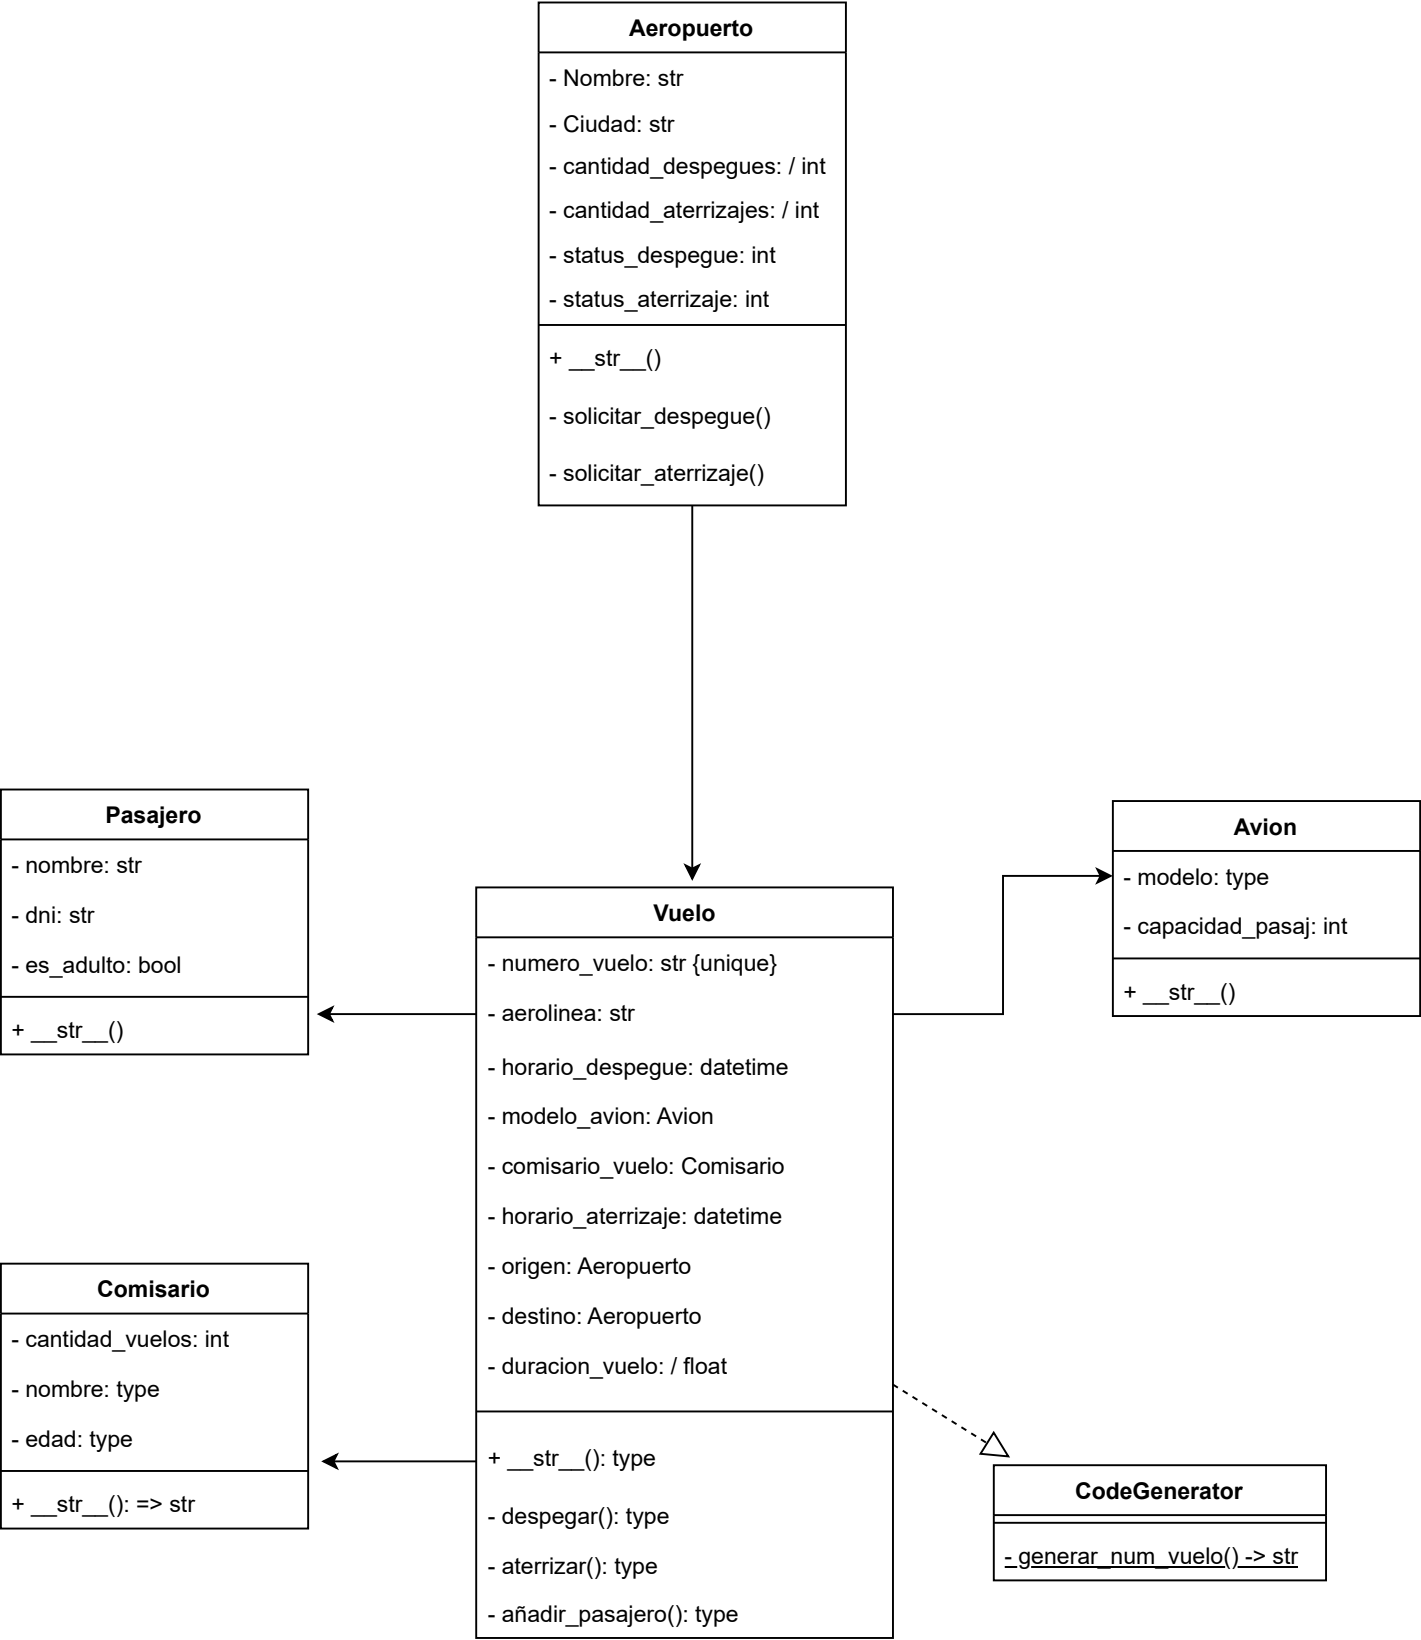 Aeropuerto
- Nombre: str
- Ciudad: str
- cantidad_despegues: / int
- cantidad_aterrizajes: / int
- status_despegue: int
- status_aterrizaje: int
+ __str__()
- solicitar_despegue()
- solicitar_aterrizaje()
Pasajero
- nombre: str
- dni: str
- es_adulto: bool
+ __str__()
Avion
- modelo: type
- capacidad_pasaj: int
+ __str__()
Vuelo
- numero_vuelo: str {unique}
- aerolinea: str
- horario_despegue: datetime
- modelo_avion: Avion
- comisario_vuelo: Comisario
- horario_aterrizaje: datetime
- origen: Aeropuerto
- destino: Aeropuerto
- duracion_vuelo: / float
+ __str__(): type
- despegar(): type
- aterrizar(): type
- añadir_pasajero(): type
Comisario
- cantidad_vuelos: int
- nombre: type
- edad: type
+ __str__(): => str
CodeGenerator
- generar_num_vuelo() -> str